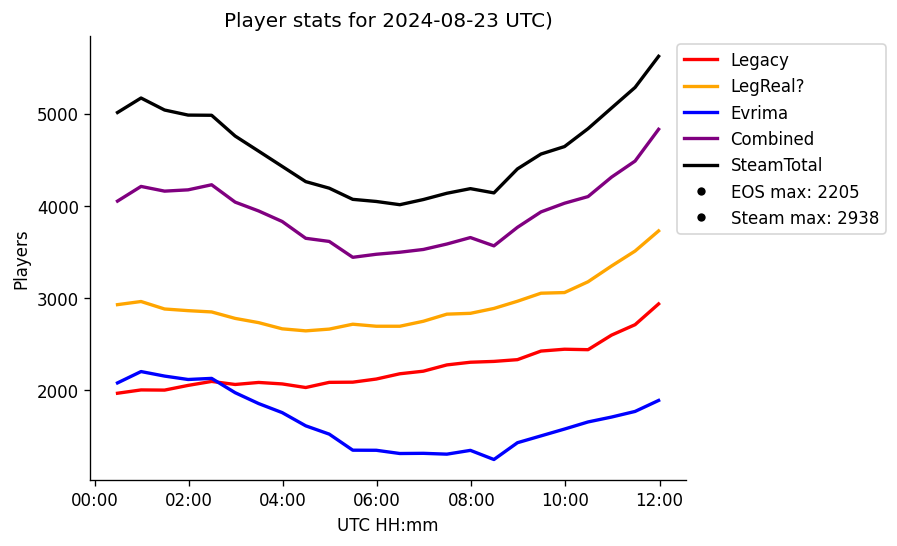 Player stats for 2024-08-23 UTC)
Legacy
LegReal?
Evrima
Combined
SteamTotal
EOS max: 2205
Steam max: 2938
Players
5000
4000
3000
2000
00:00 02:00 04:00 06:00 08:00 10:00 12:00
UTC HH:mm